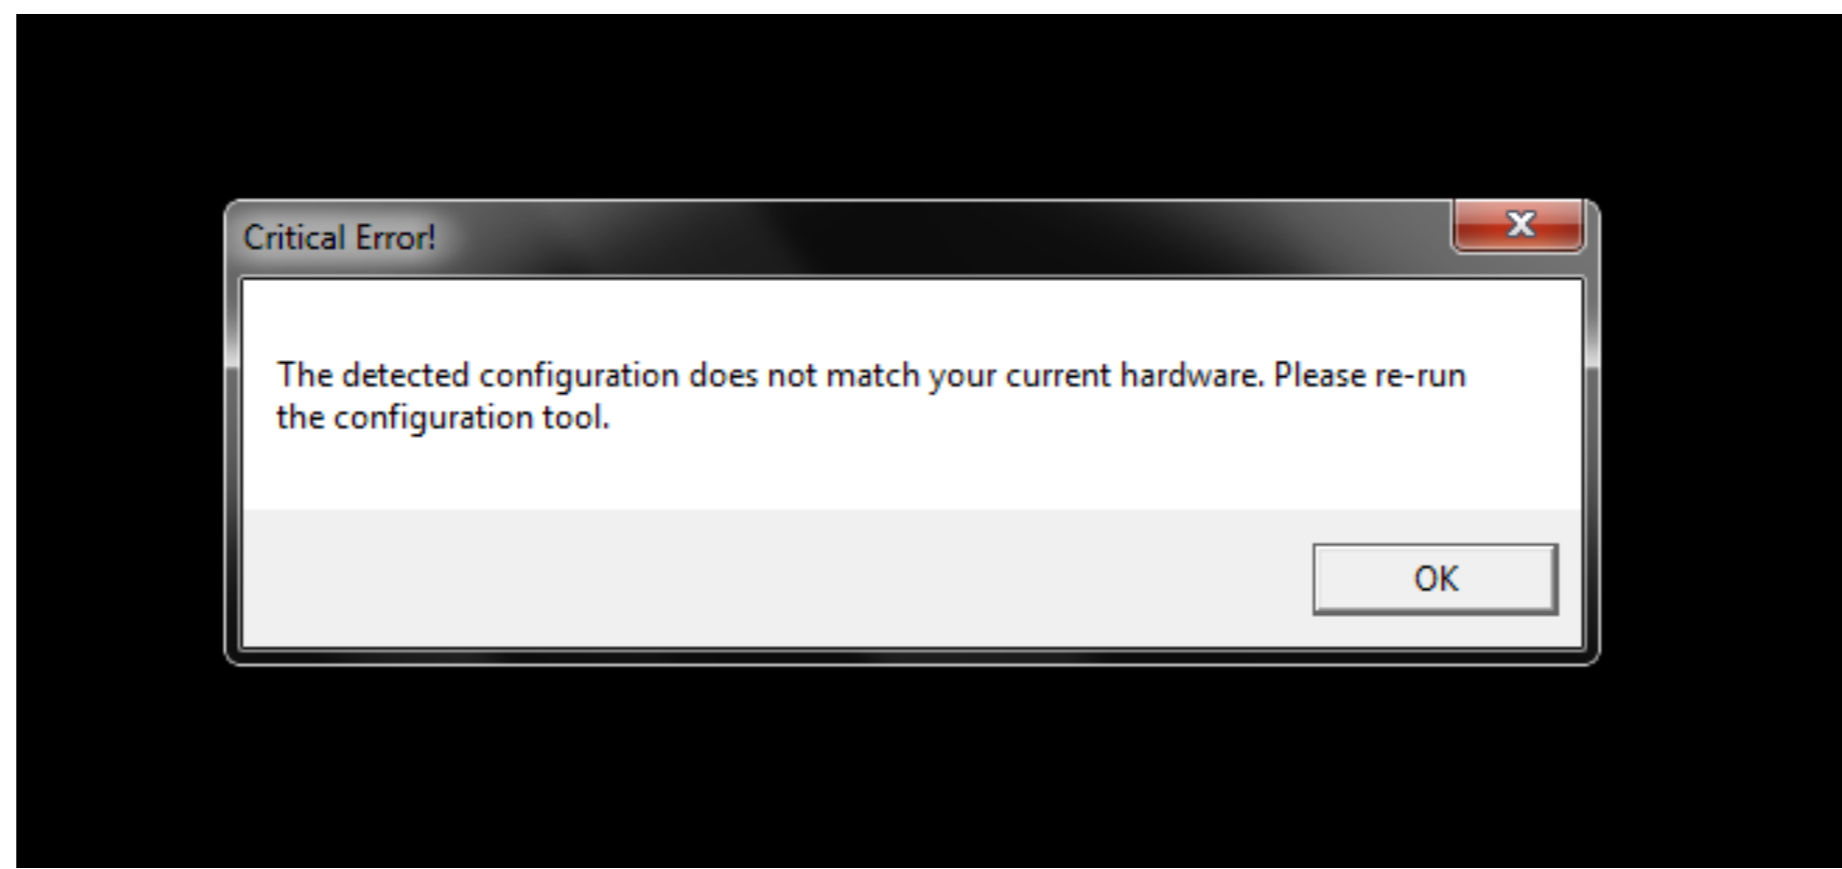 Critical Error!
The detected configuration does not match your current hardware. Please re-run
the configuration tool.
OK